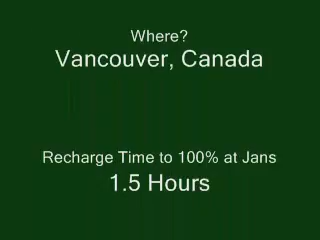 Where?
Vancouver, Canada
Recharge Time to 100% at Jans
1.5 Hours